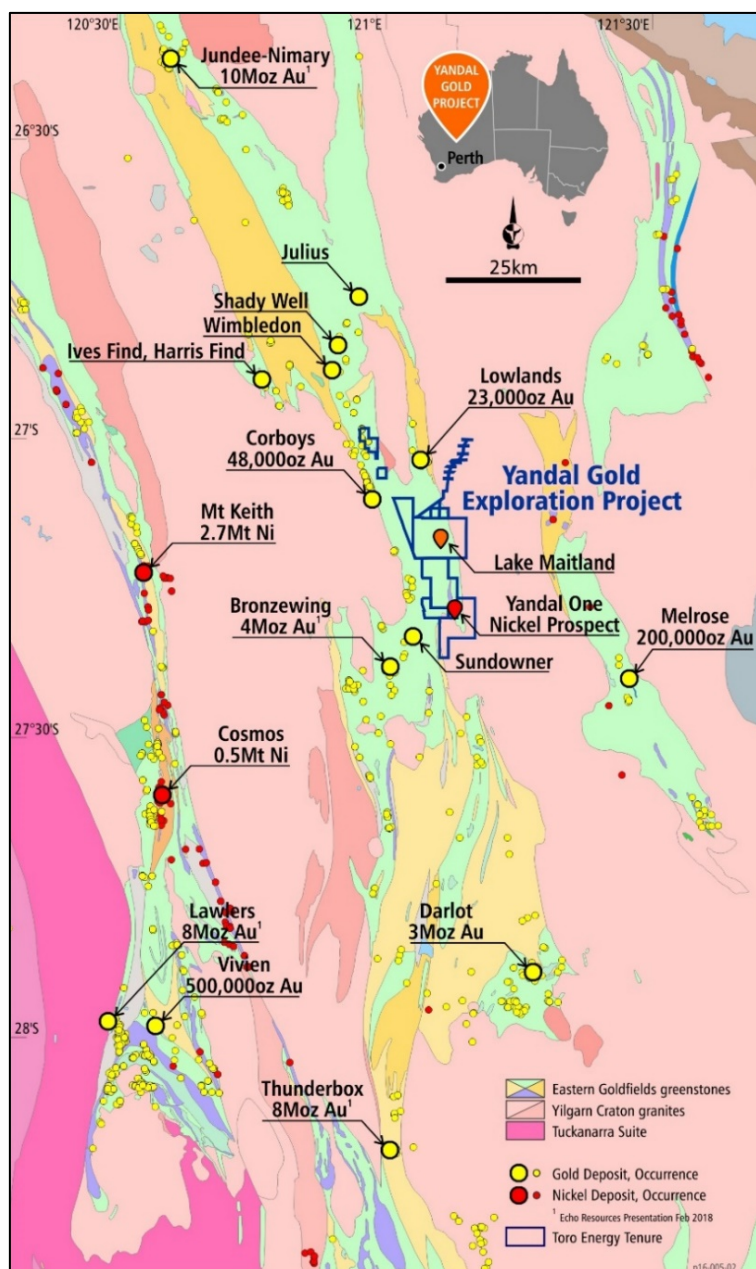 120°30'E
121°E
121°30'E
Jundee-Nimary
10Moz Au¹
YANDAL
GOLD
PROJECT
Perth
26°30'S
25km
Julius
Shady Well
Wimbledon
Ives Find, Harris Find
Lowlands
23,000oz Au
27°S
Corboys
48,000oz Au
Yandal Gold
Exploration Project
Mt Keith
2.7Mt Ni
Lake Maitland
Bronzewing
4Moz Au¹
Yandal One
Nickel Prospect
Melrose
200,000oz Au
Sundowner
27°30'S
Cosmos
0.5Mt Ni
Lawlers
8Moz Au¹
Darlot
3Moz Au
Vivien
500,000oz Au
28°S
Thunderbox
8Moz Au¹
Eastern Goldfields greenstones
Yilgarn Craton granites
Tuckanarra Suite
Gold Deposit, Occurrence
Nickel Deposit, Occurrence
¹ Echo Resources Presentation Feb 2018
Toro Energy Tenure
p16-005-02